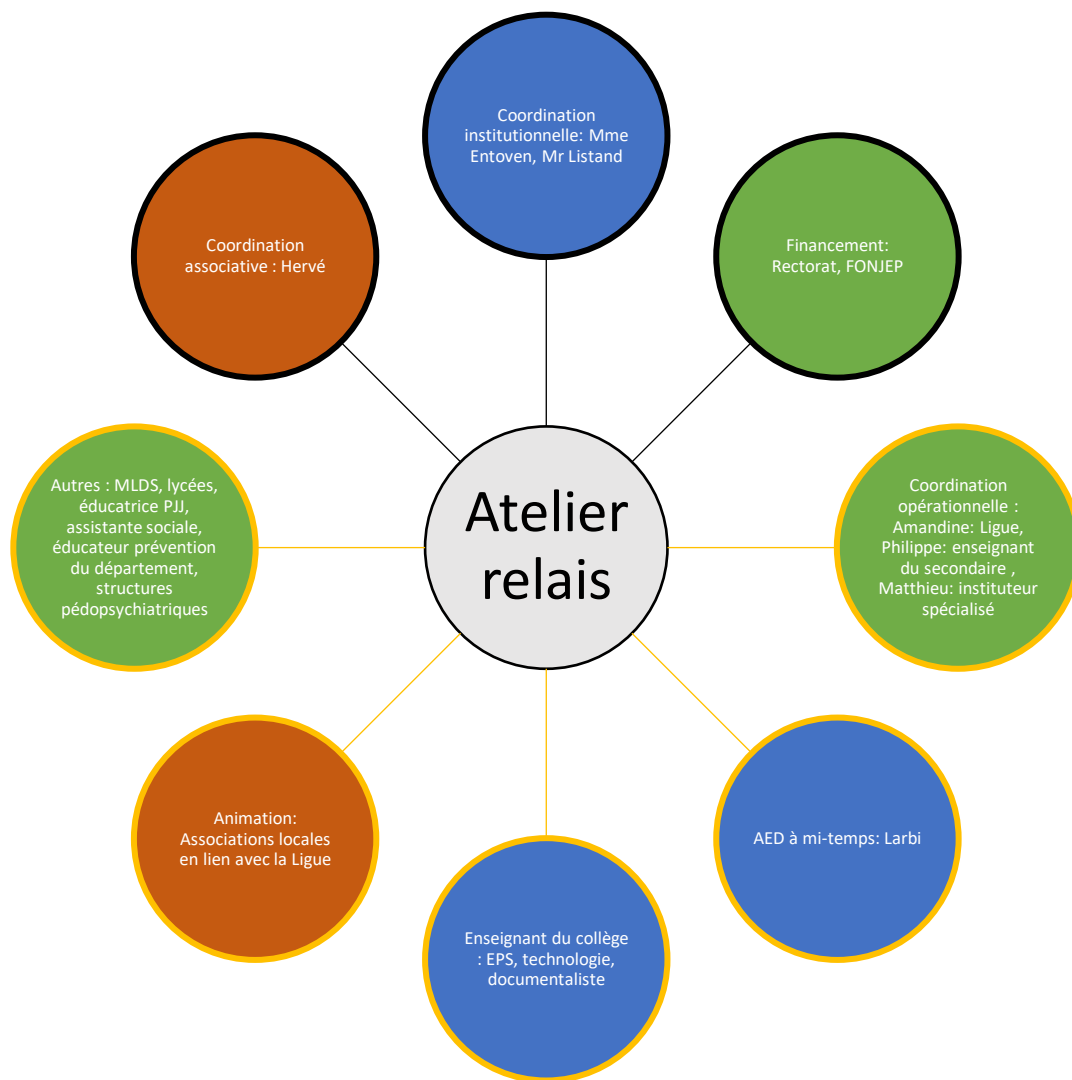 Coordination
institutionnelle: Mme
Entoven, Mr Listand
Financement:
Rectorat, FONJEP
Coordination
opérationnelle :
Amandine: Ligue,
Philippe: enseignant
du secondaire ,
Matthieu: instituteur
spécialisé
AED à mi-temps: Larbi
Enseignant du collège
: EPS, technologie,
documentaliste
Animation:
Associations locales
en lien avec la Ligue
Autres : MLDS, lycées,
éducatrice PJJ,
assistante sociale,
éducateur prévention
du département,
structures
pédopsychiatriques
Coordination
associative : Hervé
Atelier
relais